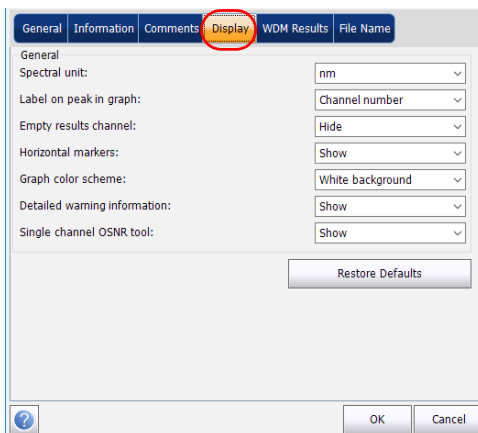 General Information Comments Display WDM Results File Name
General
Spectral unit: nm
Label on peak in graph: Channel number
Empty results channel: Hide
Horizontal markers: Show
Graph color scheme: White background
Detailed warning information: Show
Single channel OSNR tool: Show
Restore Defaults
? OK Cancel